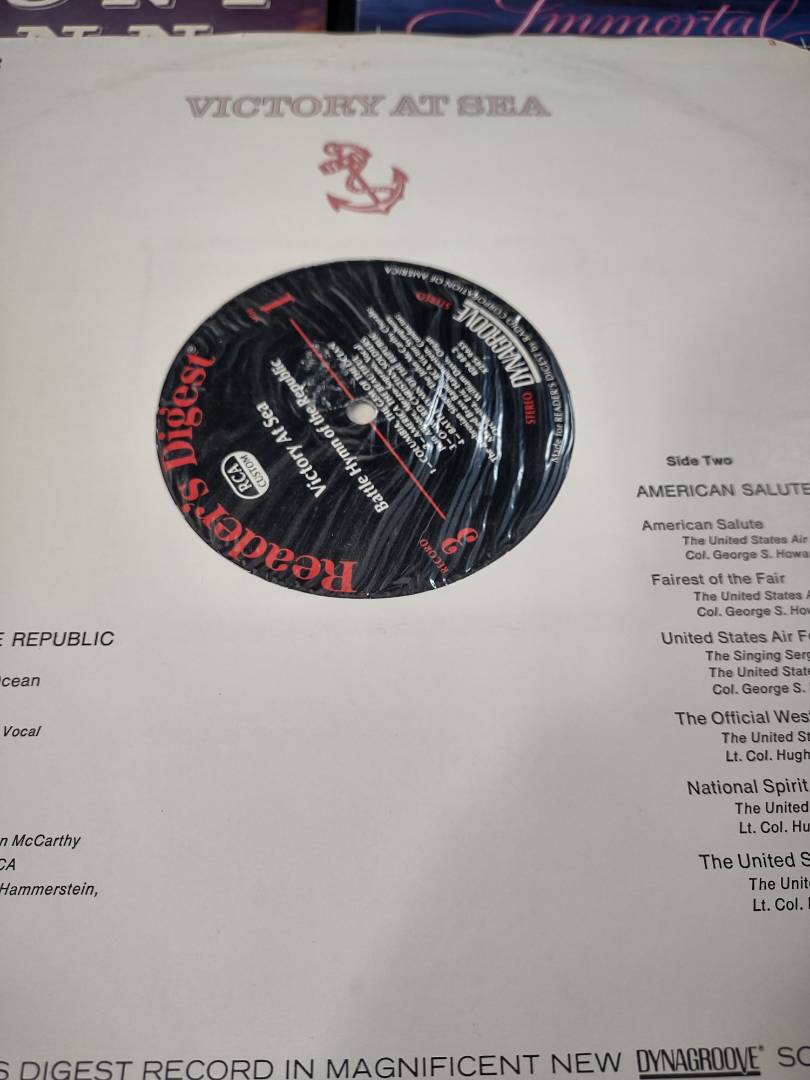 Immortal
VICTORY AT SEA
Reader's Digest®
RCA
CUSTOM
Victory At Sea
Battle Hymn of the Republic
RECORD
3
1
STEREO
DYNAGROOVE
STEREO
Made for READER'S DIGEST by RADIO CORPORATION OF AMERICA
E REPUBLIC
Ocean
Vocal
n McCarthy
CA
Hammerstein,
Side Two
AMERICAN SALUTE
American Salute
The United States Air
Col. George S. Howa
Fairest of the Fair
The United States A
Col. George S. How
United States Air F
The Singing Serg
The United Stat
Col. George S.
The Official Wes
The United St
Lt. Col. Hugh
National Spirit
The United
Lt. Col. Hu
The United S
The Unit
Lt. Col.
S DIGEST RECORD IN MAGNIFICENT NEW DYNAGROOVE® SO